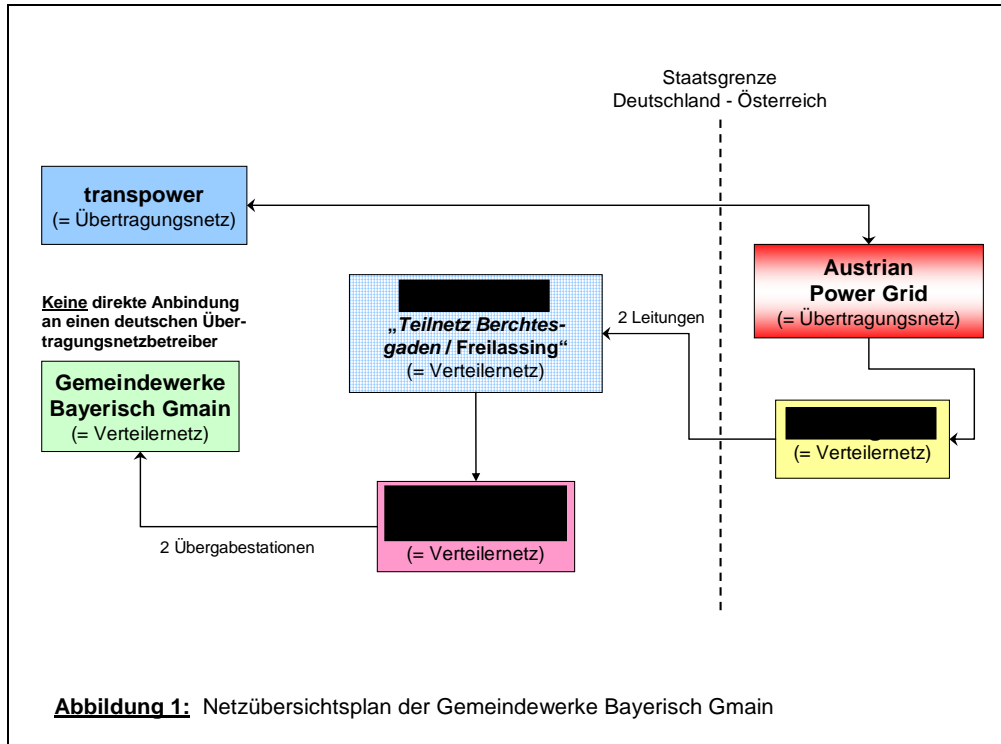 Staatsgrenze
Deutschland - Österreich
transpower
(= Übertragungsnetz)
Austrian
Power Grid
(= Übertragungsnetz)
Keine direkte Anbindung
an einen deutschen Über-
tragungsnetzbetreiber
„Teilnetz Berchtes-
gaden / Freilassing“
(= Verteilernetz)
2 Leitungen
Gemeindewerke
Bayerisch Gmain
(= Verteilernetz)
(= Verteilernetz)
2 Übergabestationen
(= Verteilernetz)
Abbildung 1: Netzübersichtsplan der Gemeindewerke Bayerisch Gmain